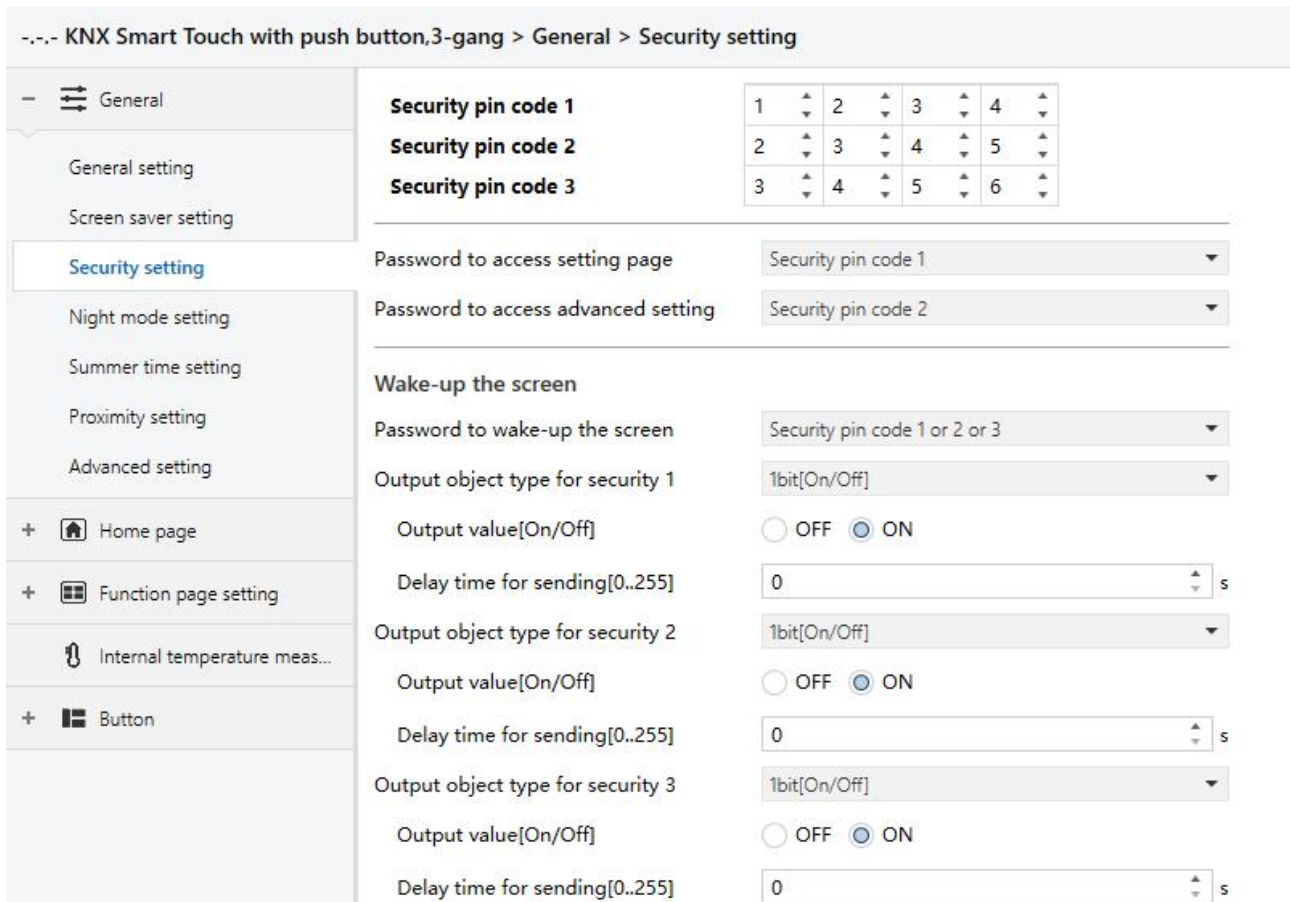 -.-.- KNX Smart Touch with push button,3-gang > General > Security setting
General
General setting
Screen saver setting
Security setting
Night mode setting
Summer time setting
Proximity setting
Advanced setting
Home page
Function page setting
Internal temperature meas...
Button
Security pin code 1 1 2 3 4
Security pin code 2 2 3 4 5
Security pin code 3 3 4 5 6
Password to access setting page Security pin code 1
Password to access advanced setting Security pin code 2
Wake-up the screen
Password to wake-up the screen Security pin code 1 or 2 or 3
Output object type for security 1 1bit[On/Off]
Output value[On/Off] OFF ON
Delay time for sending[0..255] 0 s
Output object type for security 2 1bit[On/Off]
Output value[On/Off] OFF ON
Delay time for sending[0..255] 0 s
Output object type for security 3 1bit[On/Off]
Output value[On/Off] OFF ON
Delay time for sending[0..255] 0 s